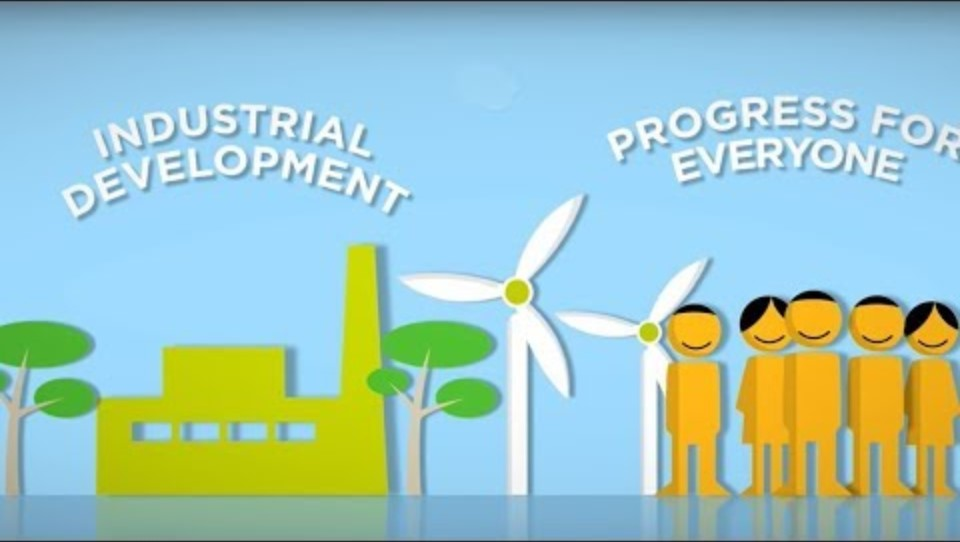 INDUSTRIAL
DEVELOPMENT
PROGRESS FOR
EVERYONE